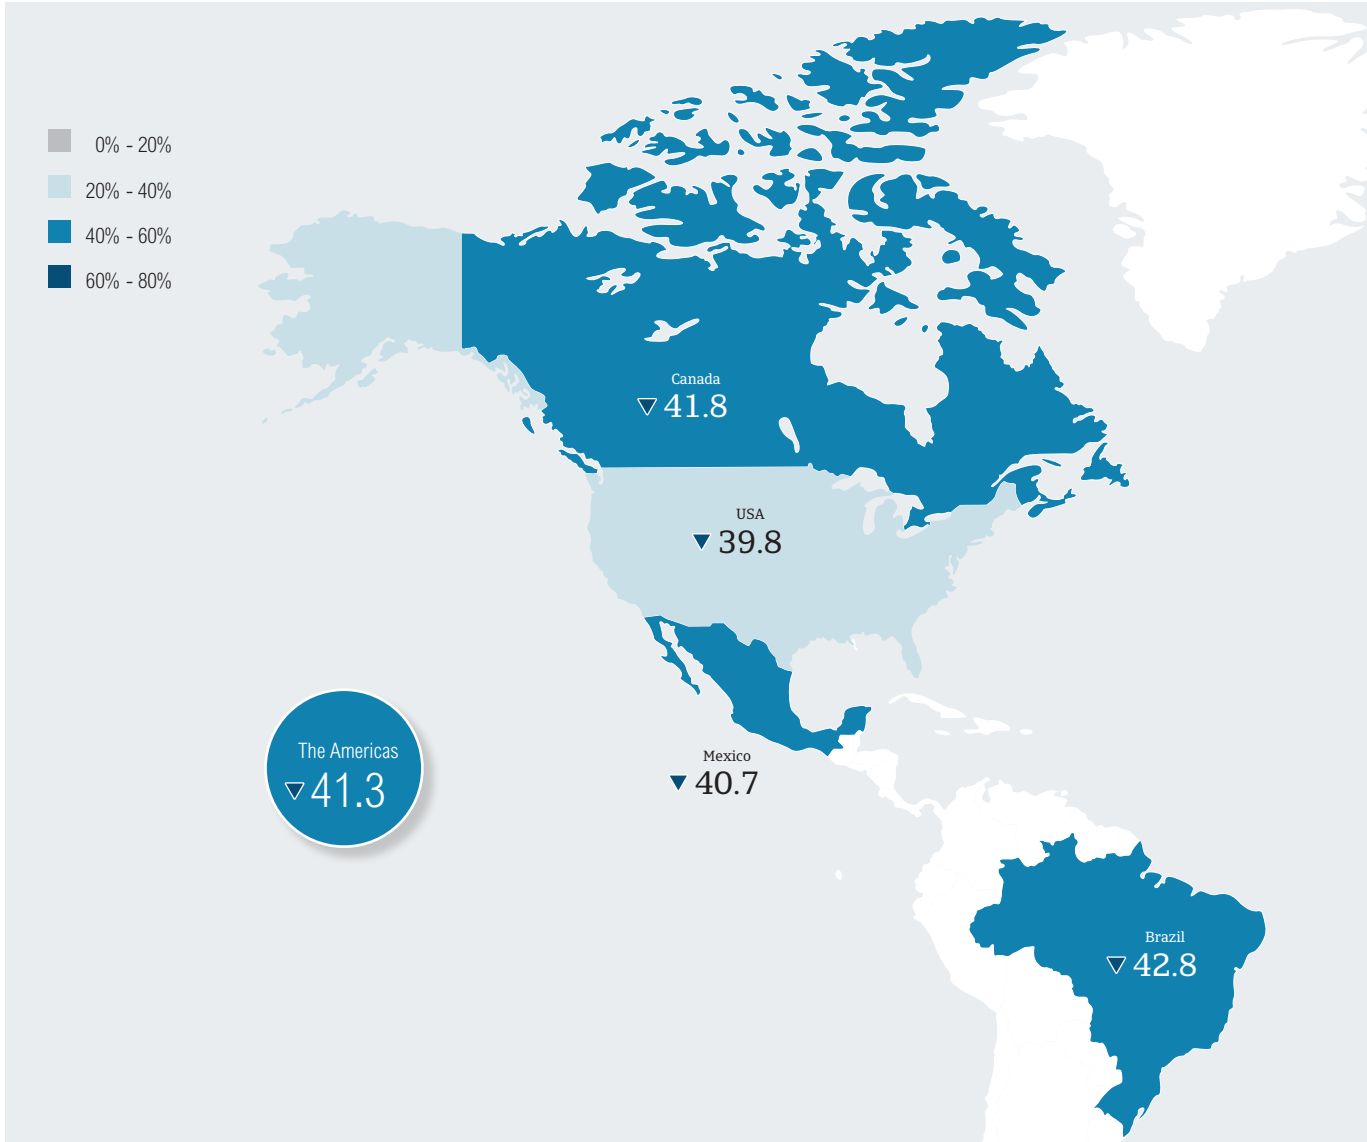 0% - 20%
20% - 40%
40% - 60%
60% - 80%
Canada
41.8
USA
39.8
The Americas
41.3
Mexico
40.7
Brazil
42.8